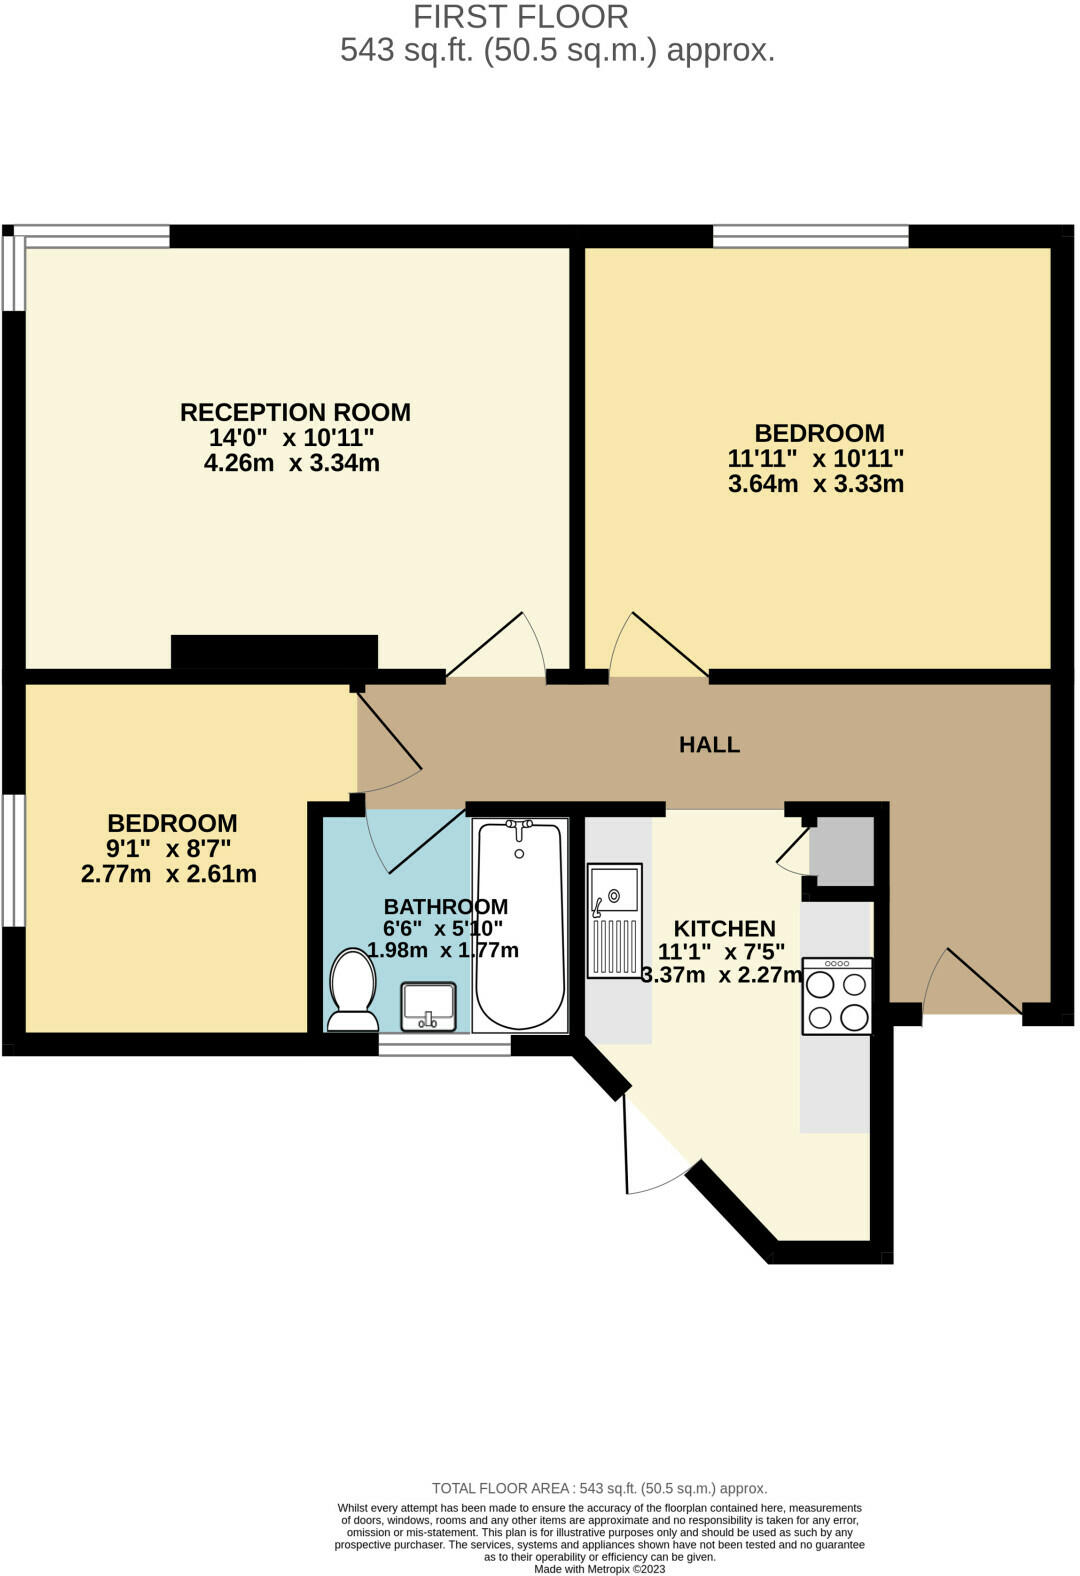 FIRST FLOOR
543 sq.ft. (50.5 sq.m.) approx.
RECEPTION ROOM
14'0" x 10'11"
4.26m x 3.34m
BEDROOM
11'11" x 10'11"
3.64m x 3.33m
HALL
BEDROOM
9'1" x 8'7"
2.77m x 2.61m
BATHROOM
6'6" x 5'10"
1.98m x 1.77m
KITCHEN
11'1" x 7'5"
3.37m x 2.27m
TOTAL FLOOR AREA : 543 sq.ft. (50.5 sq.m.) approx.
Whilst every attempt has been made to ensure the accuracy of the floorplan contained here, measurements
of doors, windows, rooms and any other items are approximate and no responsibility is taken for any error,
omission or mis-statement. This plan is for illustrative purposes only and should be used as such by any
prospective purchaser. The services, systems and appliances shown have not been tested and no guarantee
as to their operability or efficiency can be given.
Made with Metropix ©2023